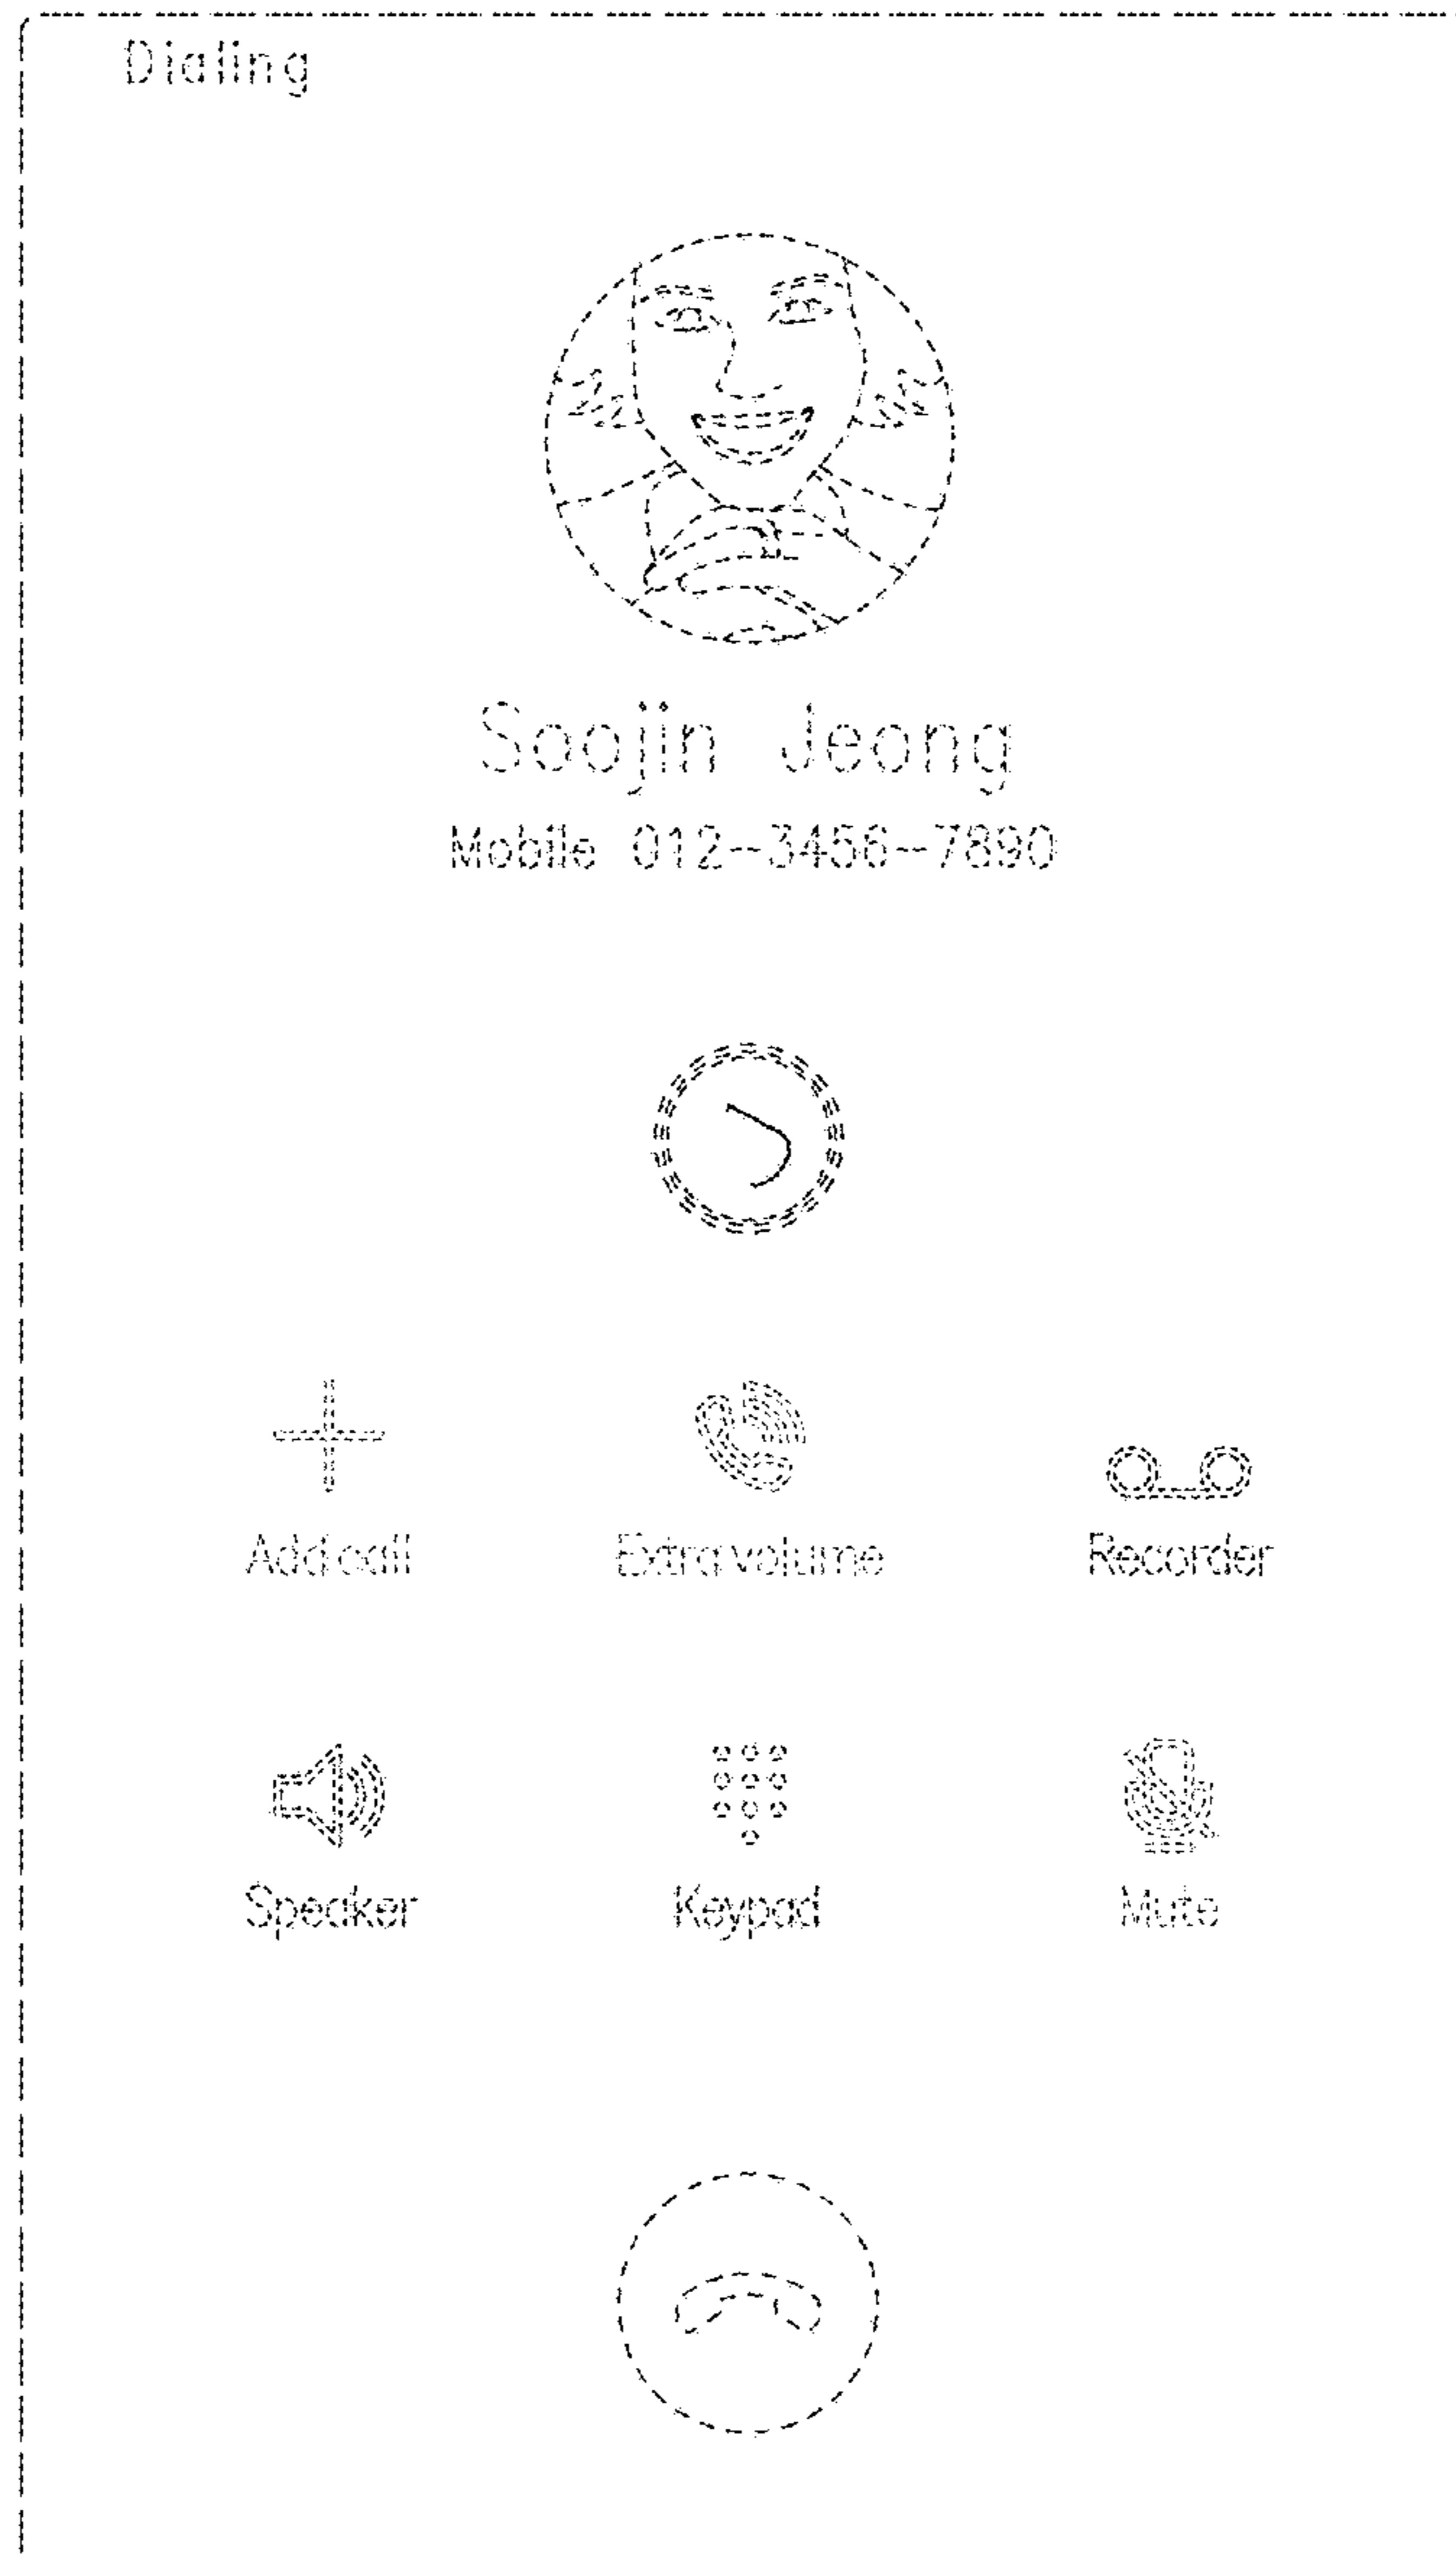 Dialing
Soojin Jeong
Mobile 012-3456-7890
Add call Extra volume Recorder
Speaker Keypad Mute